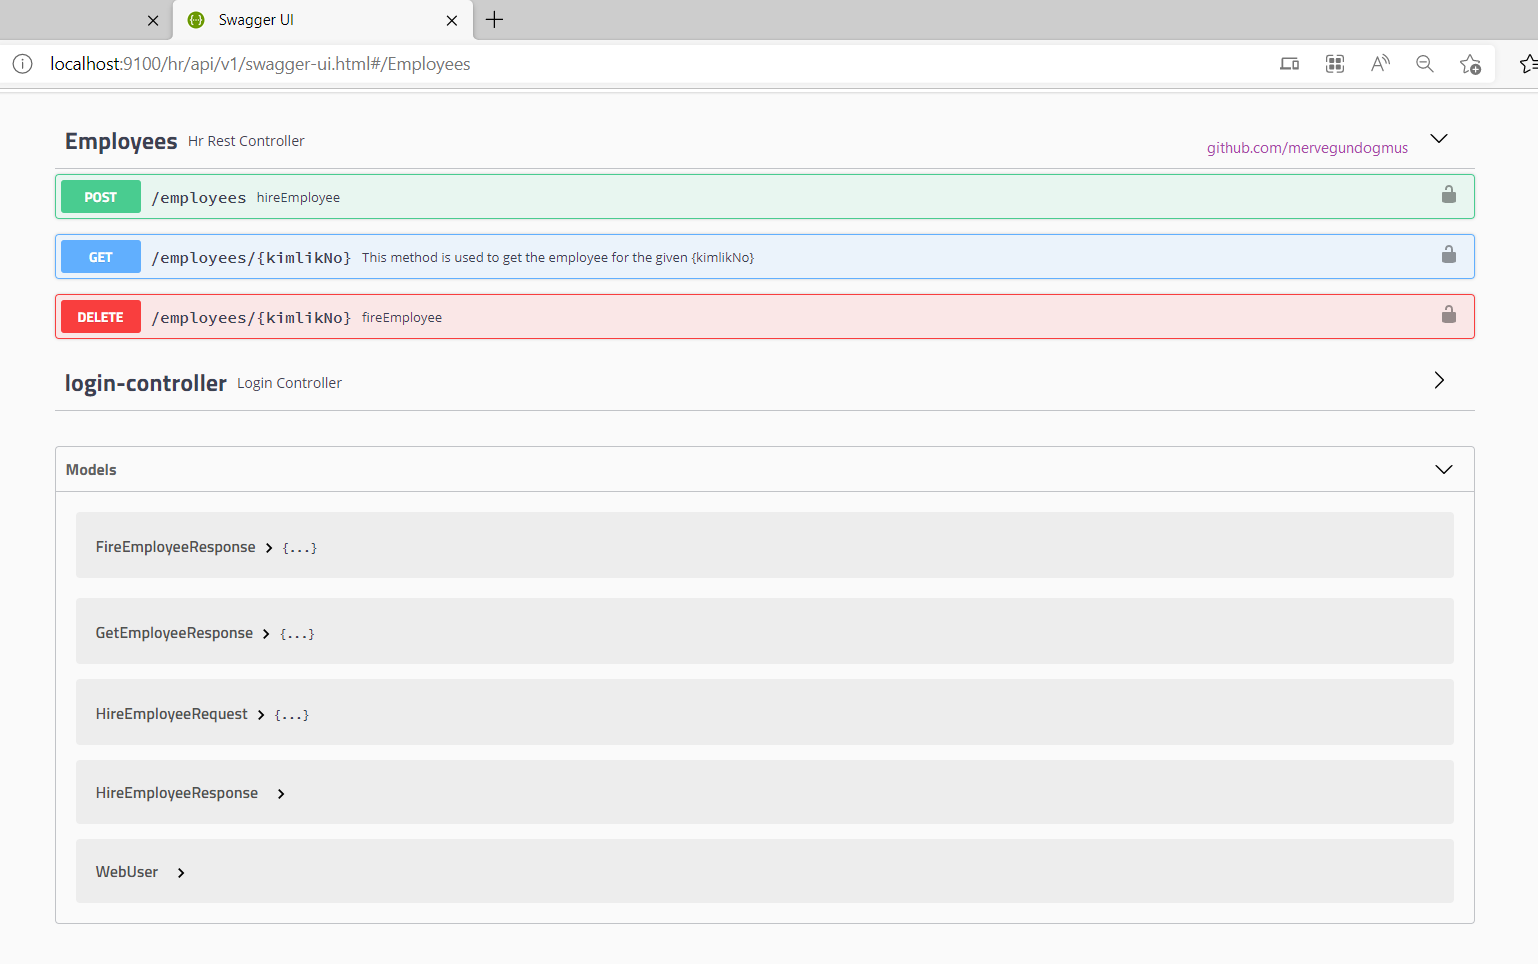 Swagger UI
localhost:9100/hr/api/v1/swagger-ui.html#/Employees
Employees Hr Rest Controller
github.com/mervegundogmus
POST /employees hireEmployee
GET /employees/{kimlikNo} This method is used to get the employee for the given {kimlikNo}
DELETE /employees/{kimlikNo} fireEmployee
login-controller Login Controller
Models
FireEmployeeResponse > {...}
GetEmployeeResponse > {...}
HireEmployeeRequest > {...}
HireEmployeeResponse >
WebUser >